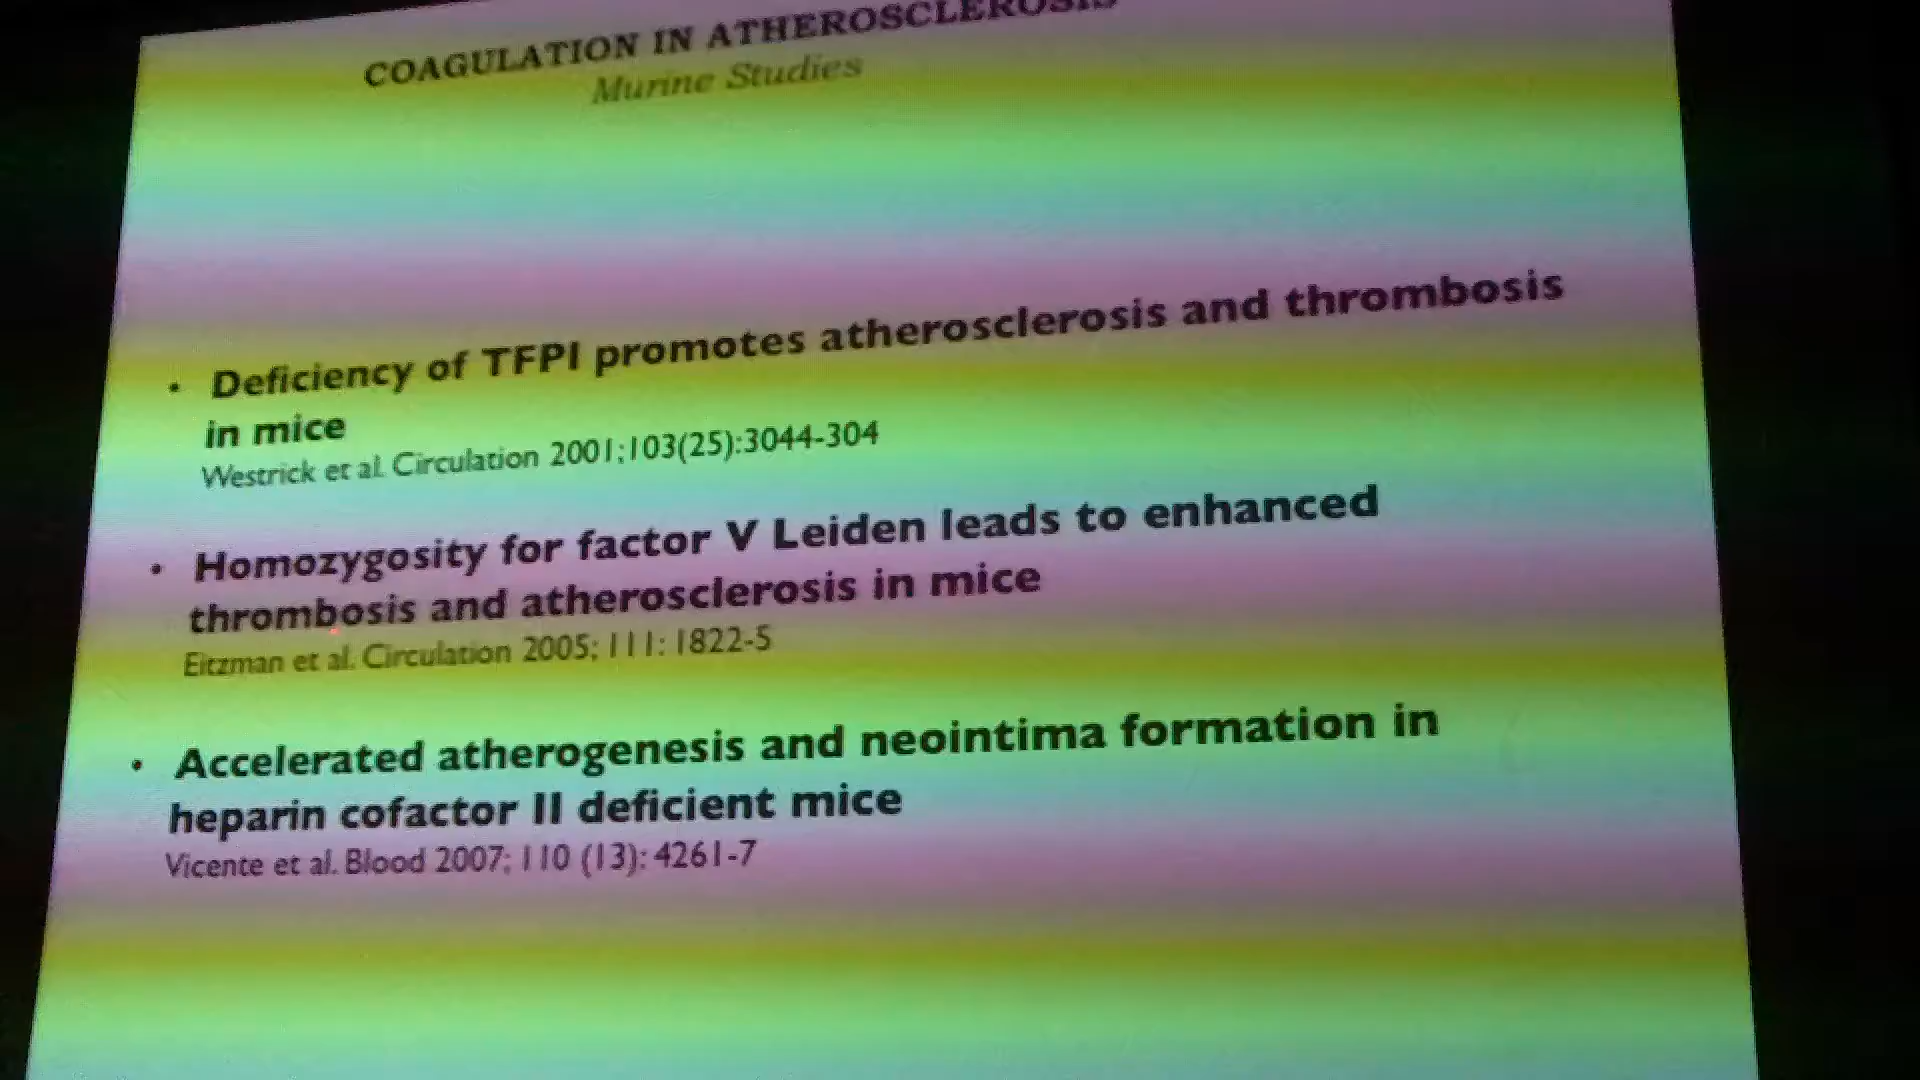 COAGULATION IN ATHEROSCLEROSIS
Murine Studies
• Deficiency of TFPI promotes atherosclerosis and thrombosis
in mice
Westrick et al. Circulation 2001;103(25):3044-304
• Homozygosity for factor V Leiden leads to enhanced
thrombosis and atherosclerosis in mice
Eitzman et al. Circulation 2005; 111: 1822-5
• Accelerated atherogenesis and neointima formation in
heparin cofactor II deficient mice
Vicente et al. Blood 2007; 110 (13): 4261-7